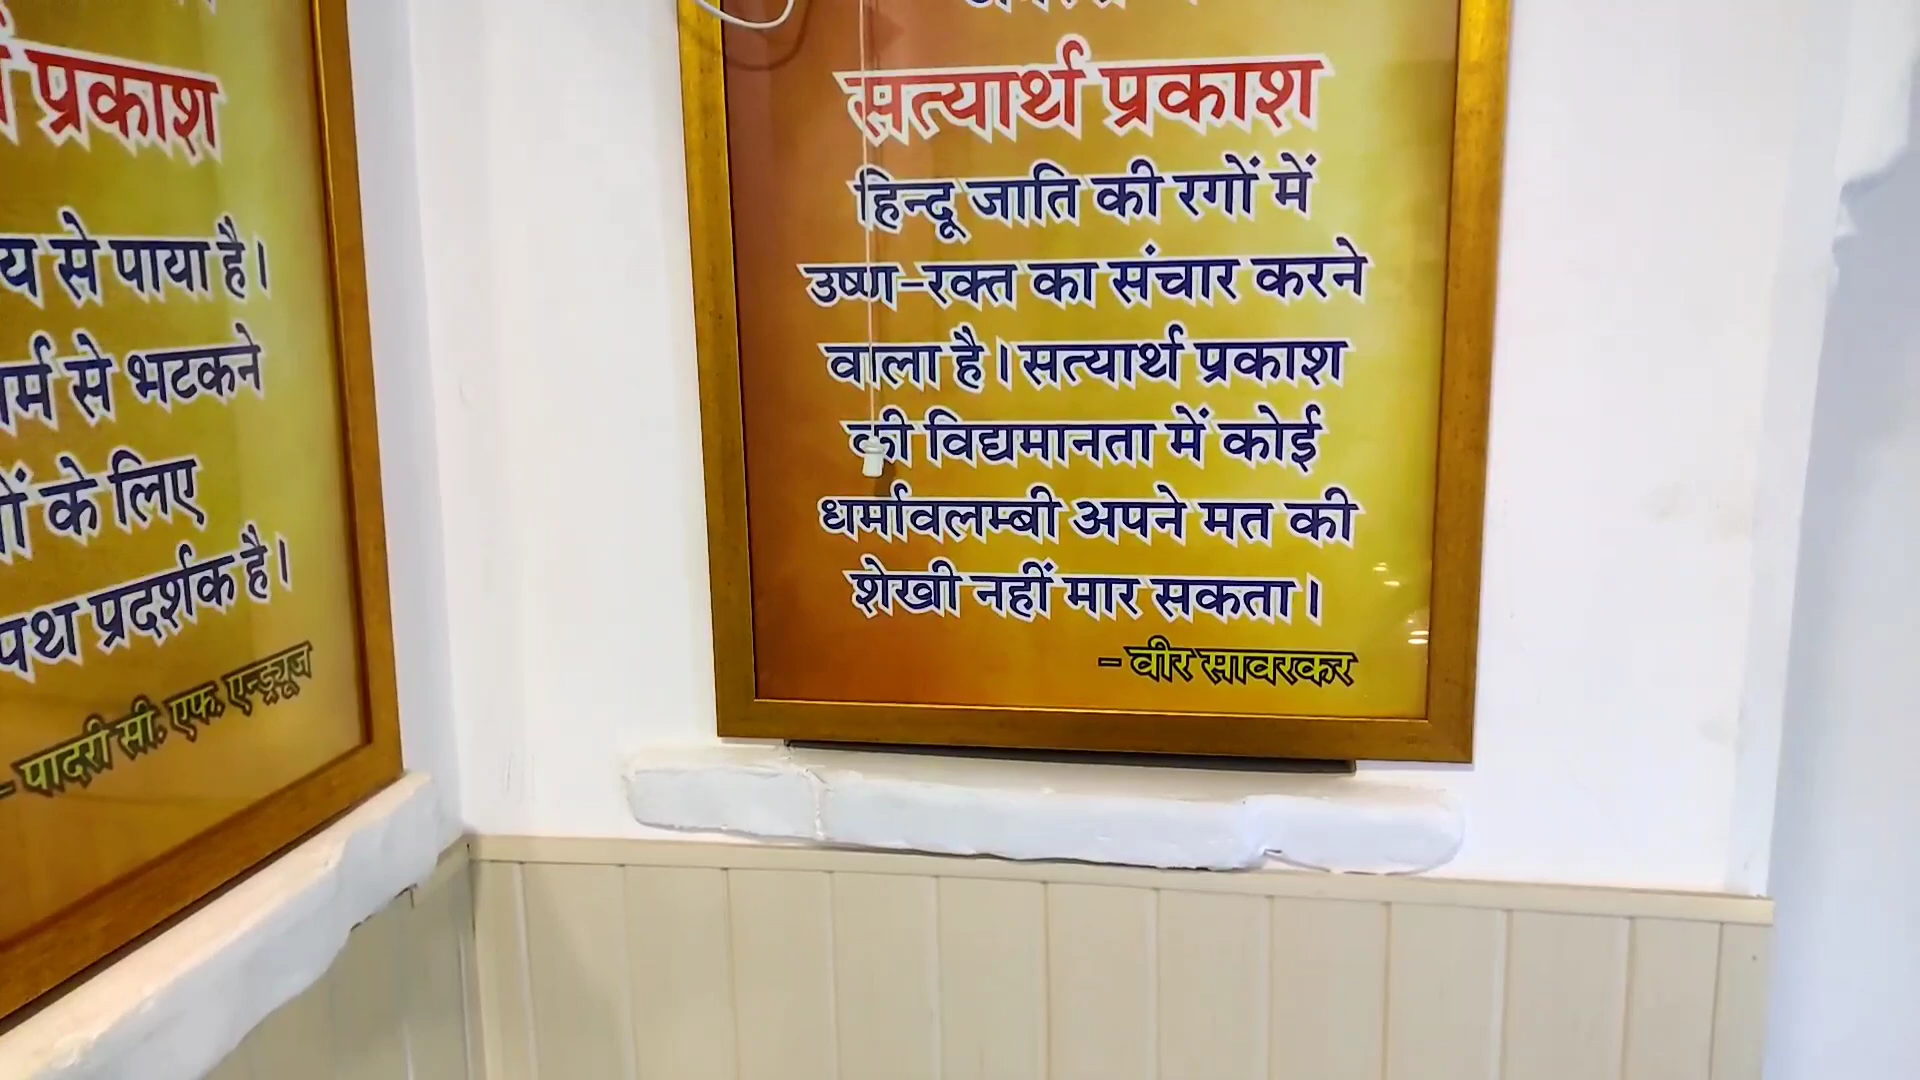 प्रकाश
से पाया है।
से भटकने
के लिए
पथ प्रदर्शक है।
- पादरी सी. एफ. एन्ड्रयूज
सत्यार्थ प्रकाश
हिन्दू जाति की रगों में
उष्ण-रक्त का संचार करने
वाला है। सत्यार्थ प्रकाश
की विद्यमानता में कोई
धर्मावलम्बी अपने मत की
शेखी नहीं मार सकता।
- वीर सावरकर